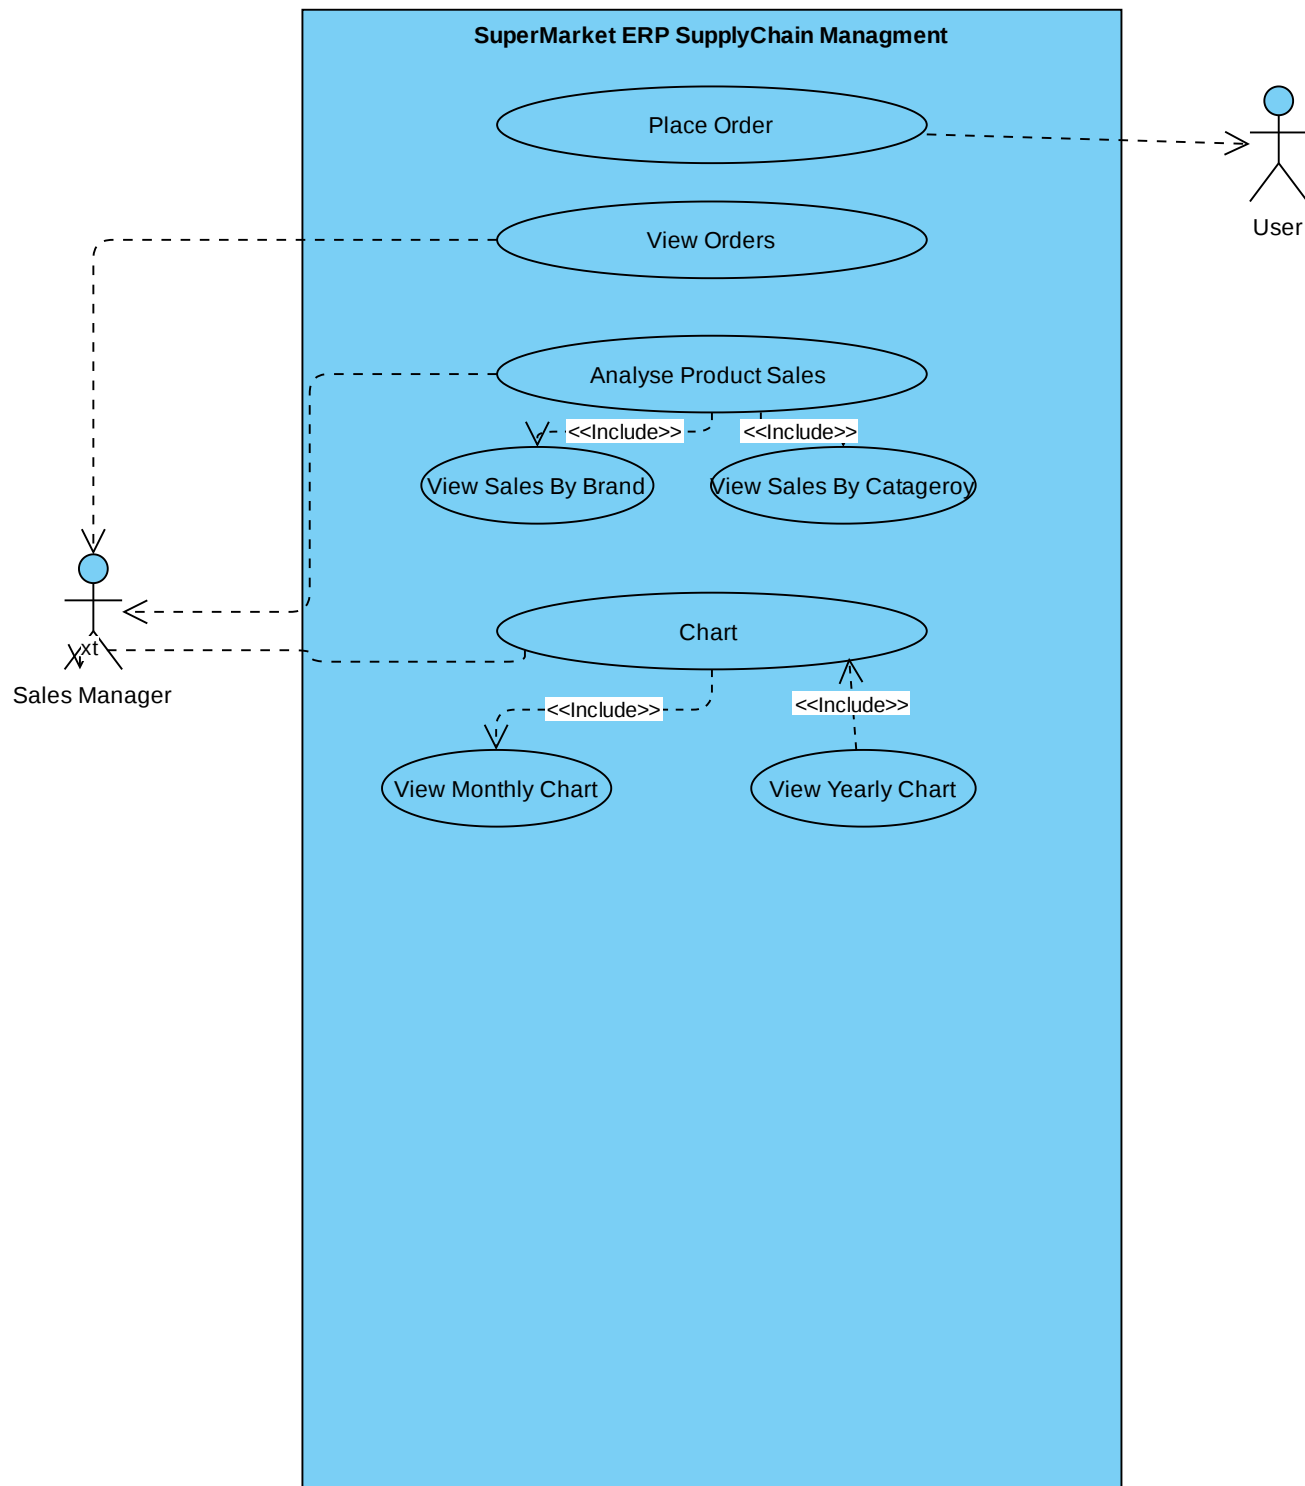 SuperMarket ERP SupplyChain Managment
Place Order
User
View Orders
Analyse Product Sales
<<Include>>
<<Include>>
View Sales By Brand
View Sales By Catageroy
Chart
xt
Sales Manager
<<Include>>
<<Include>>
View Monthly Chart
View Yearly Chart